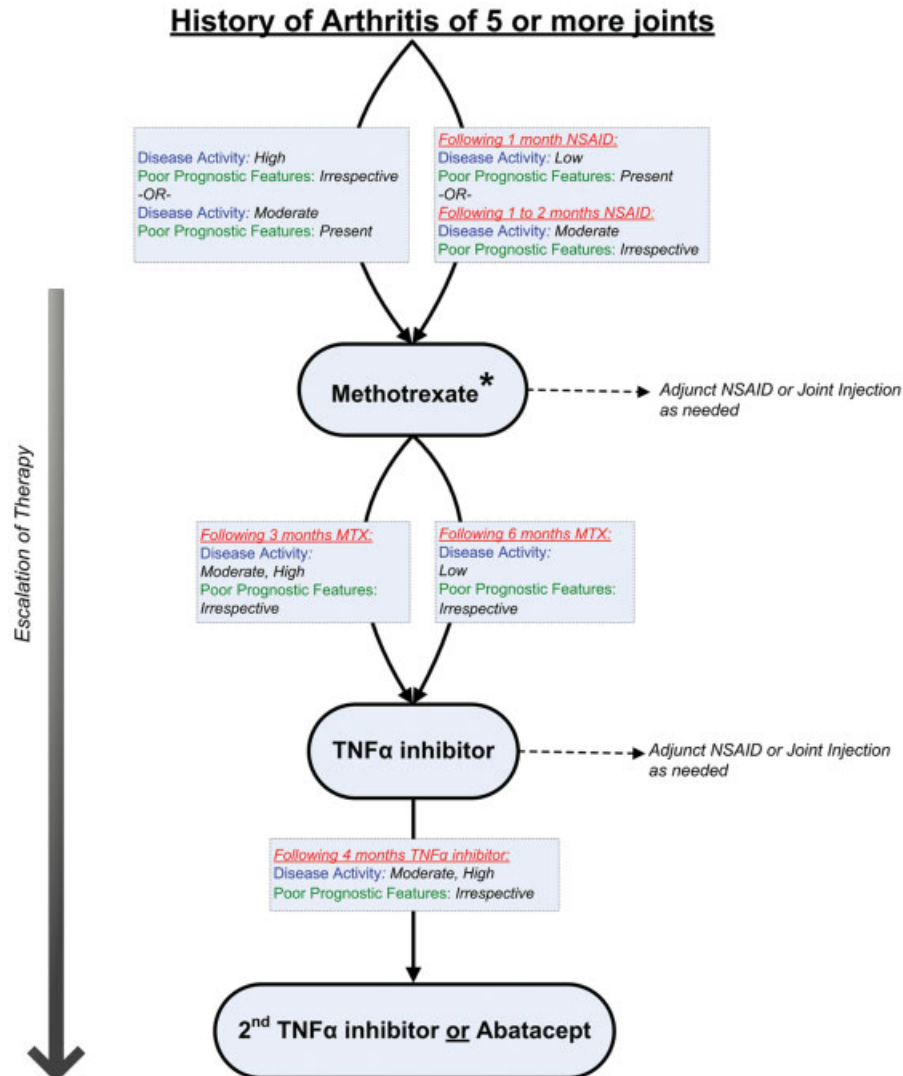 History of Arthritis of 5 or more joints
Disease Activity: High
Poor Prognostic Features: Irrespective
-OR-
Disease Activity: Moderate
Poor Prognostic Features: Present
Following 1 month NSAID:
Disease Activity: Low
Poor Prognostic Features: Present
-OR-
Following 1 to 2 months NSAID:
Disease Activity: Moderate
Poor Prognostic Features: Irrespective
Methotrexate*
Adjunct NSAID or Joint Injection
as needed
Escalation of Therapy
Following 3 months MTX:
Disease Activity:
Moderate, High
Poor Prognostic Features:
Irrespective
Following 6 months MTX:
Disease Activity:
Low
Poor Prognostic Features:
Irrespective
TNFα inhibitor
Adjunct NSAID or Joint Injection
as needed
Following 4 months TNFα inhibitor:
Disease Activity: Moderate, High
Poor Prognostic Features: Irrespective
2nd TNFα inhibitor or Abatacept